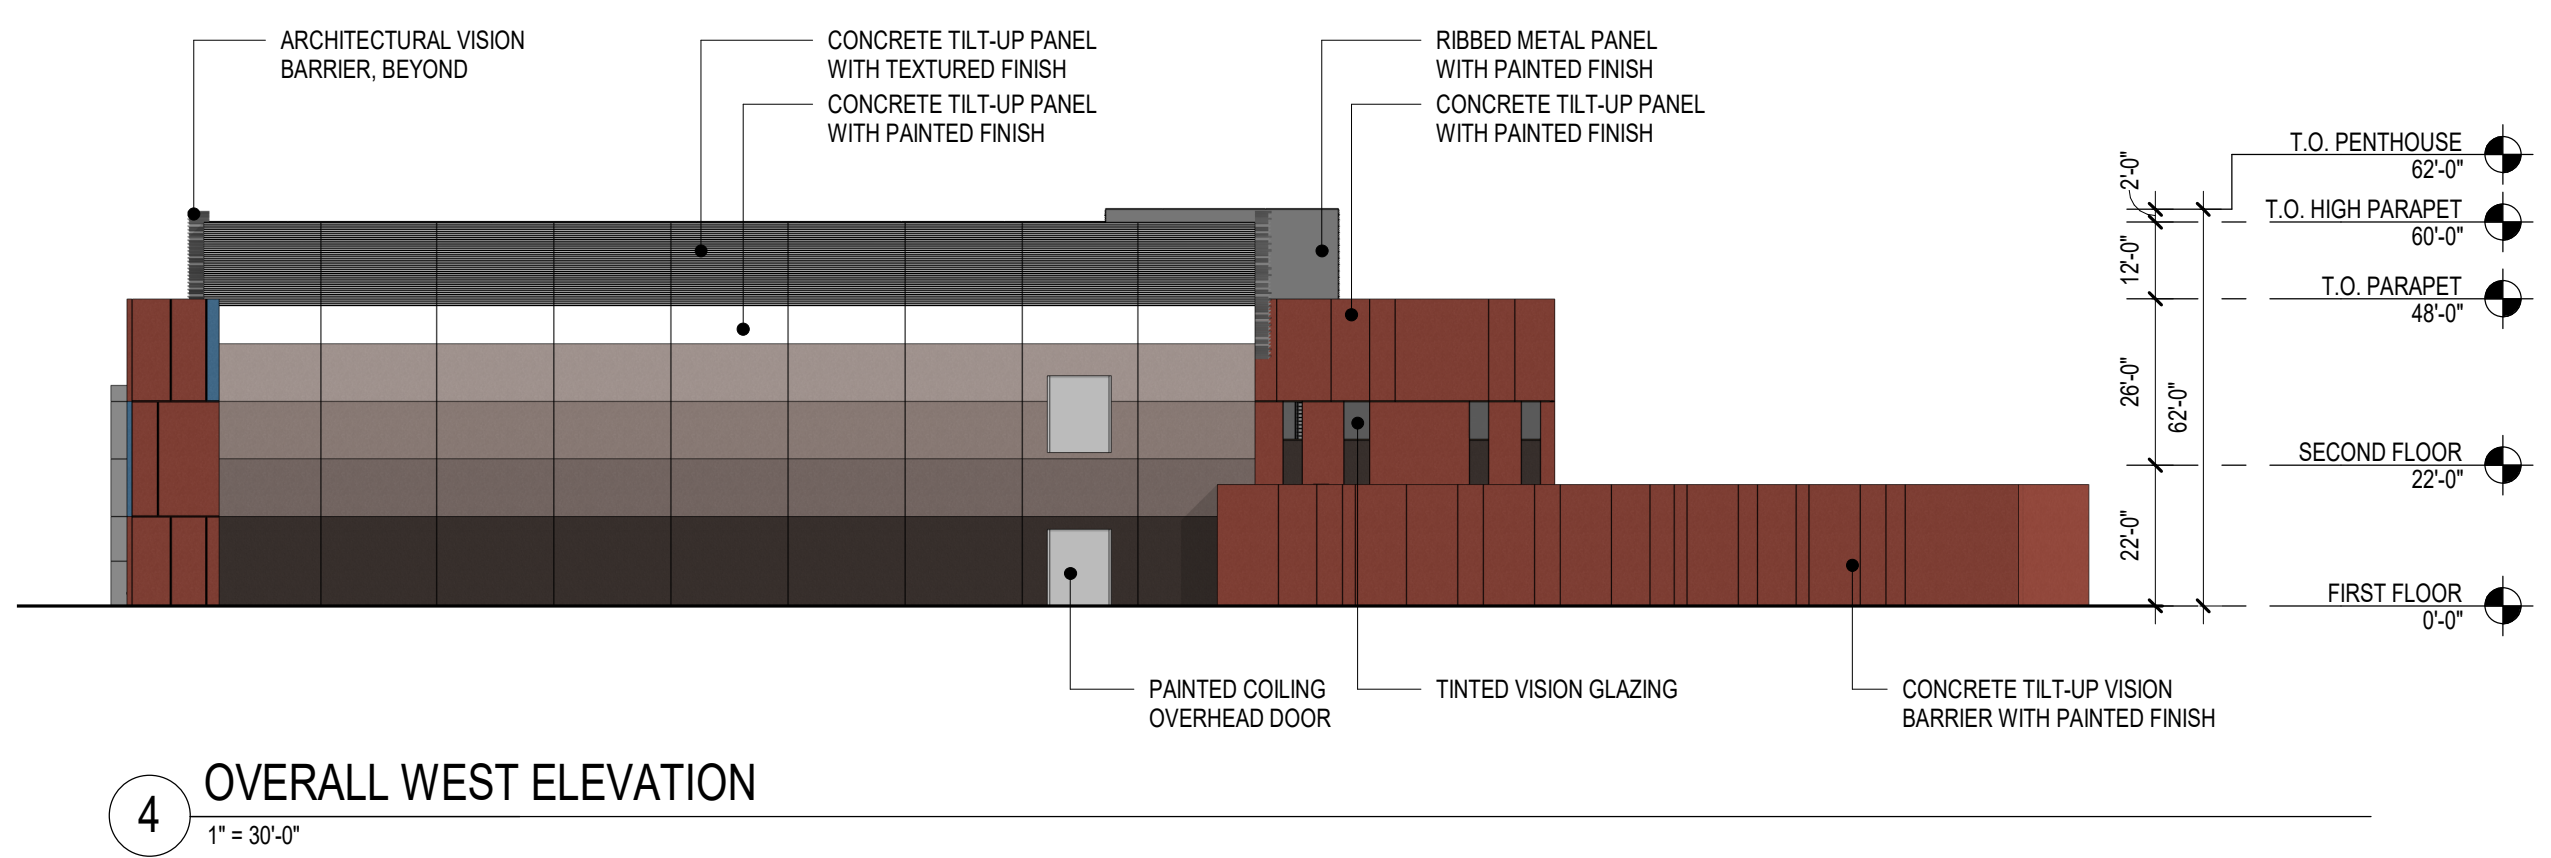 ARCHITECTURAL VISION
BARRIER, BEYOND
CONCRETE TILT-UP PANEL
WITH TEXTURED FINISH
CONCRETE TILT-UP PANEL
WITH PAINTED FINISH
RIBBED METAL PANEL
WITH PAINTED FINISH
CONCRETE TILT-UP PANEL
WITH PAINTED FINISH
T.O. PENTHOUSE
62'-0"
T.O. HIGH PARAPET
60'-0"
T.O. PARAPET
48'-0"
SECOND FLOOR
22'-0"
FIRST FLOOR
0'-0"
2'-0"
12'-0"
26'-0"
62'-0"
22'-0"
PAINTED COILING
OVERHEAD DOOR
TINTED VISION GLAZING
CONCRETE TILT-UP VISION
BARRIER WITH PAINTED FINISH
4
OVERALL WEST ELEVATION
1" = 30'-0"